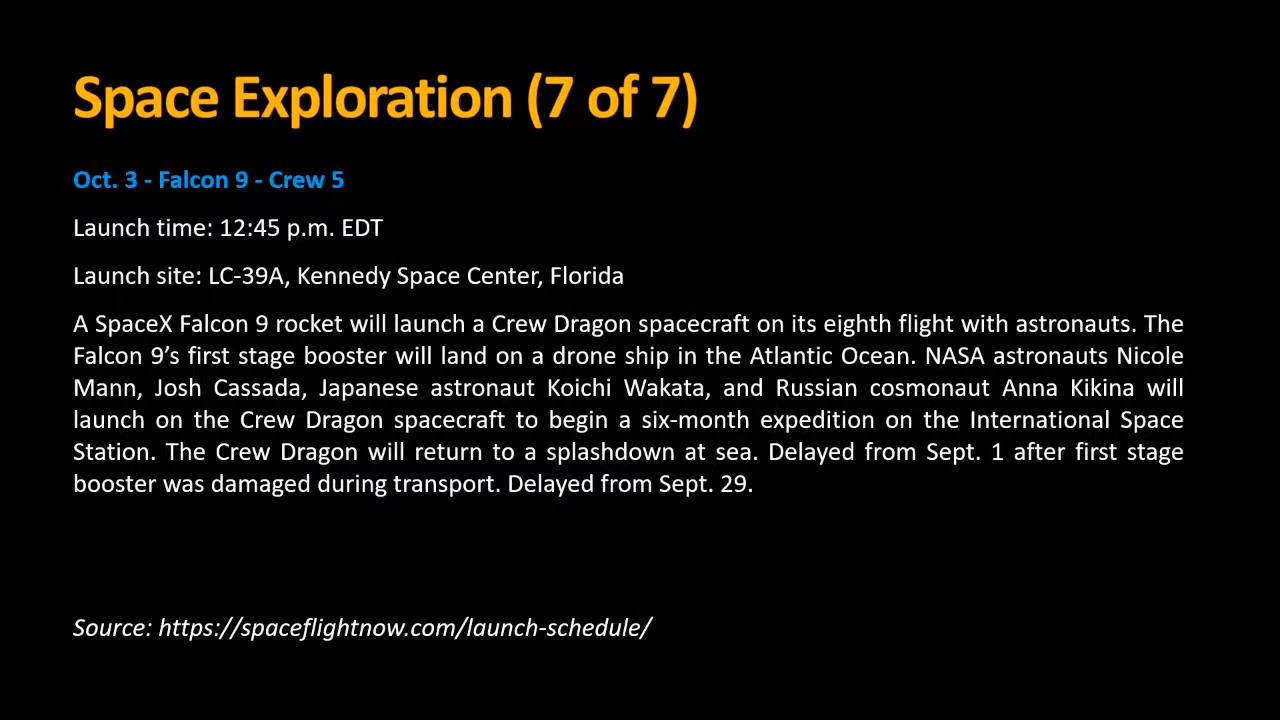 Space Exploration (7 of 7)
Oct. 3 - Falcon 9 - Crew 5
Launch time: 12:45 p.m. EDT
Launch site: LC-39A, Kennedy Space Center, Florida
A SpaceX Falcon 9 rocket will launch a Crew Dragon spacecraft on its eighth flight with astronauts. The
Falcon 9’s first stage booster will land on a drone ship in the Atlantic Ocean. NASA astronauts Nicole
Mann, Josh Cassada, Japanese astronaut Koichi Wakata, and Russian cosmonaut Anna Kikina will
launch on the Crew Dragon spacecraft to begin a six-month expedition on the International Space
Station. The Crew Dragon will return to a splashdown at sea. Delayed from Sept. 1 after first stage
booster was damaged during transport. Delayed from Sept. 29.
Source: https://spaceflightnow.com/launch-schedule/